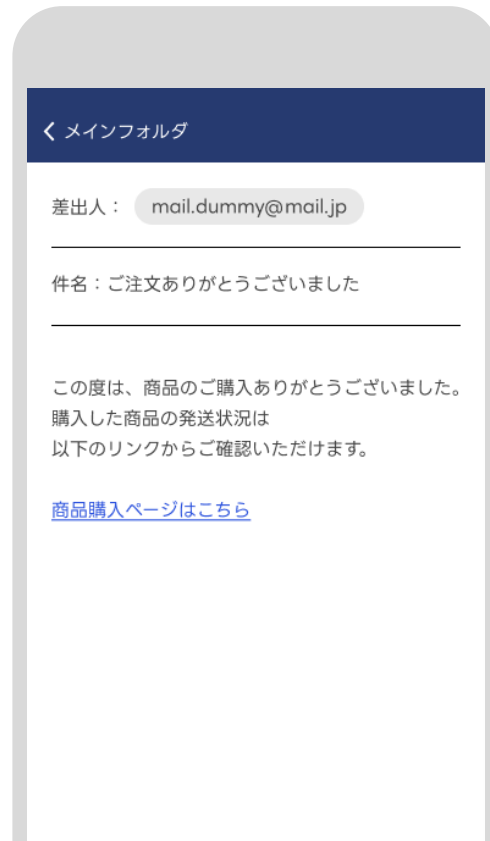 メインフォルダ
差出人： mail.dummy@mail.jp
件名：ご注文ありがとうございました
この度は、商品のご購入ありがとうございました。
購入した商品の発送状況は
以下のリンクからご確認いただけます。
商品購入ページはこちら